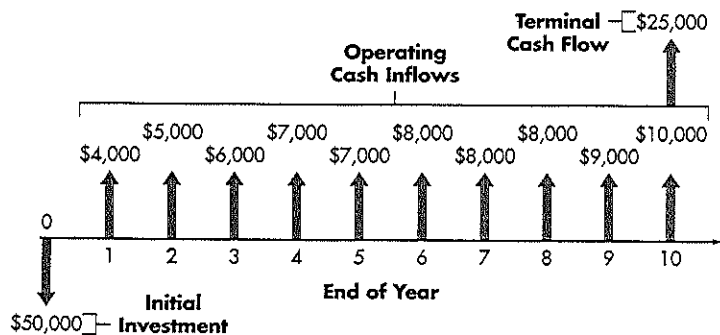 Terminal $25,000
Cash Flow
Operating
Cash Inflows
$5,000 $7,000 $8,000 $8,000 $10,000
$4,000 $6,000 $7,000 $8,000 $9,000
0
1 2 3 4 5 6 7 8 9 10
End of Year
$50,000 Initial
Investment